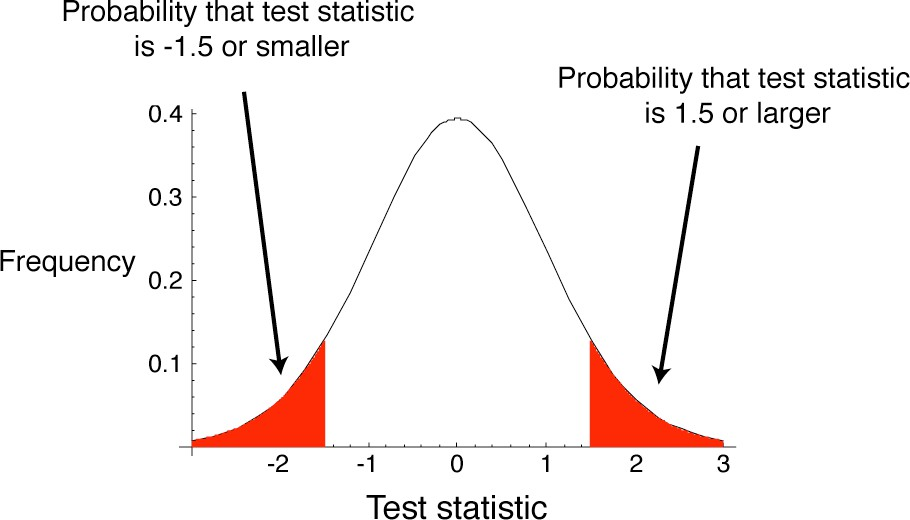 Probability that test statistic
is -1.5 or smaller
Probability that test statistic
is 1.5 or larger
0.4
0.3
Frequency
0.2
0.1
-2 -1 0 1 2 3
Test statistic